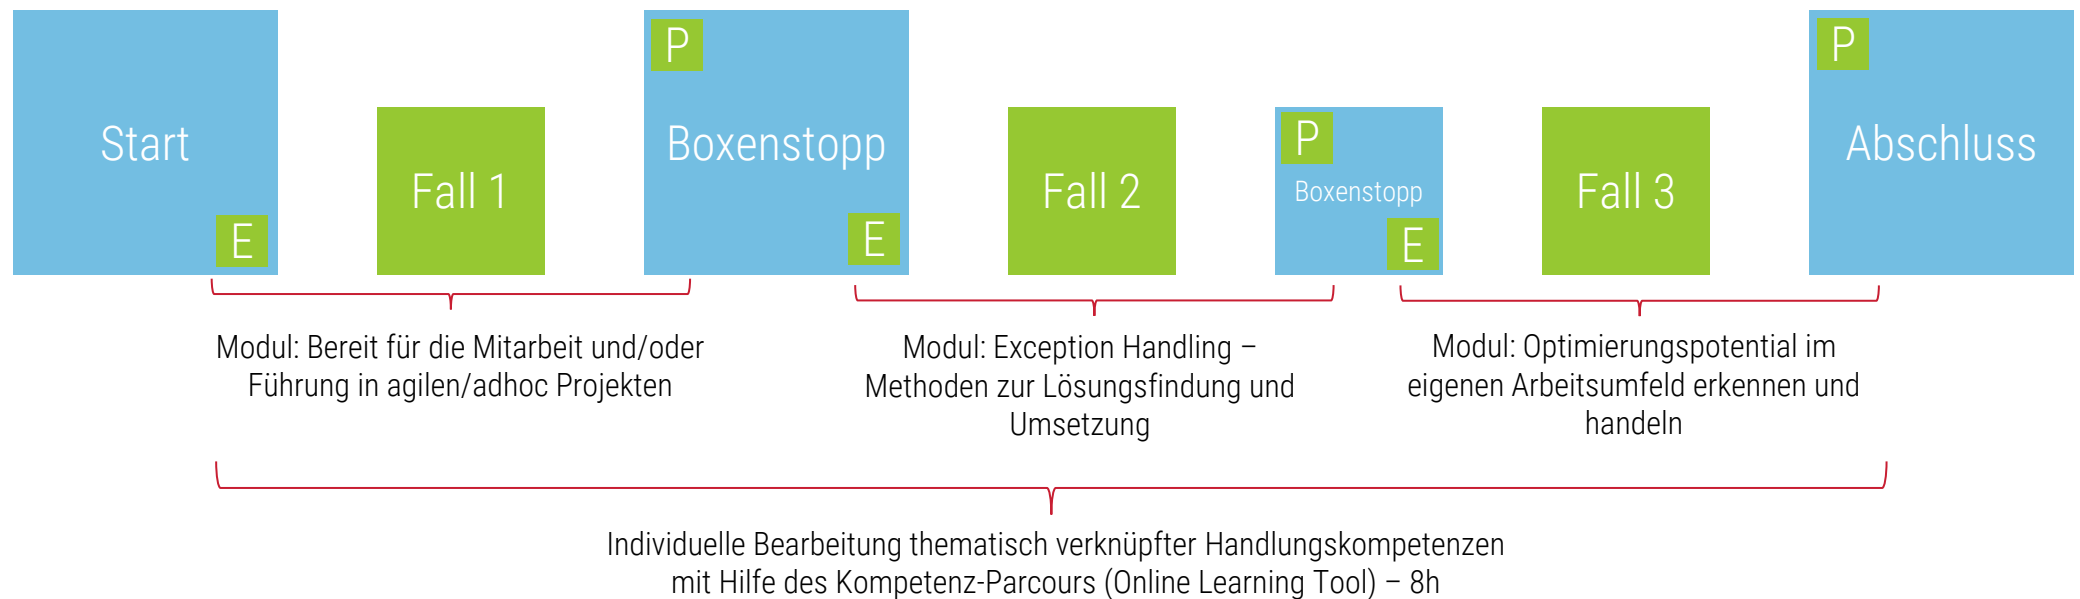 Start
E
Fall 1
P
Boxenstopp
E
Fall 2
P
Boxenstopp
E
Fall 3
P
Abschluss
Modul: Bereit für die Mitarbeit und/oder
Führung in agilen/adhoc Projekten
Modul: Exception Handling –
Methoden zur Lösungsfindung und
Umsetzung
Modul: Optimierungspotential im
eigenen Arbeitsumfeld erkennen und
handeln
Individuelle Bearbeitung thematisch verknüpfter Handlungskompetenzen
mit Hilfe des Kompetenz-Parcours (Online Learning Tool) – 8h